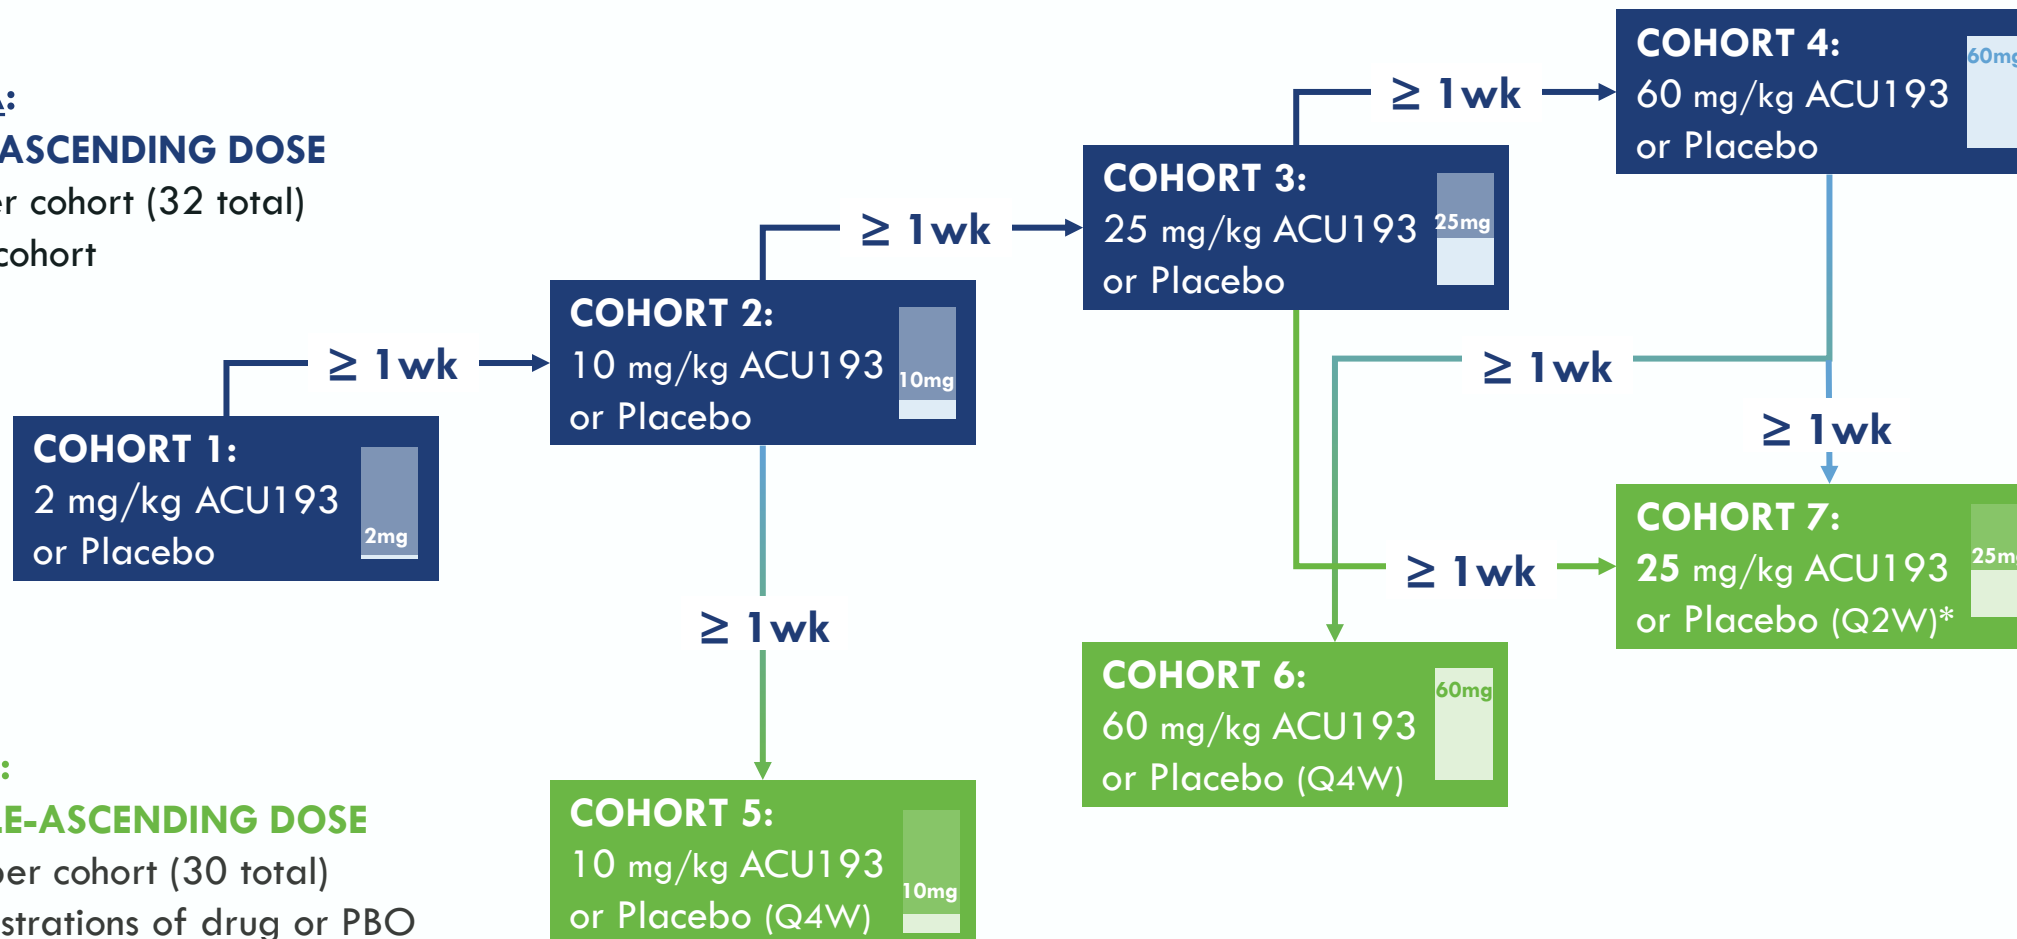 A:
ASCENDING DOSE
er cohort (32 total)
cohort
COHORT 1:
2 mg/kg ACU193
or Placebo
2mg
≥ 1wk
COHORT 2:
10 mg/kg ACU193
or Placebo
10mg
≥ 1wk
COHORT 3:
25 mg/kg ACU193
or Placebo
25mg
≥ 1wk
COHORT 4:
60 mg/kg ACU193
or Placebo
60mg
≥ 1wk
≥ 1wk
≥ 1wk
≥ 1wk
COHORT 7:
25 mg/kg ACU193
or Placebo (Q2W)*
25mg
COHORT 6:
60 mg/kg ACU193
or Placebo (Q4W)
60mg
:
LE-ASCENDING DOSE
per cohort (30 total)
strations of drug or PBO
COHORT 5:
10 mg/kg ACU193
or Placebo (Q4W)
10mg